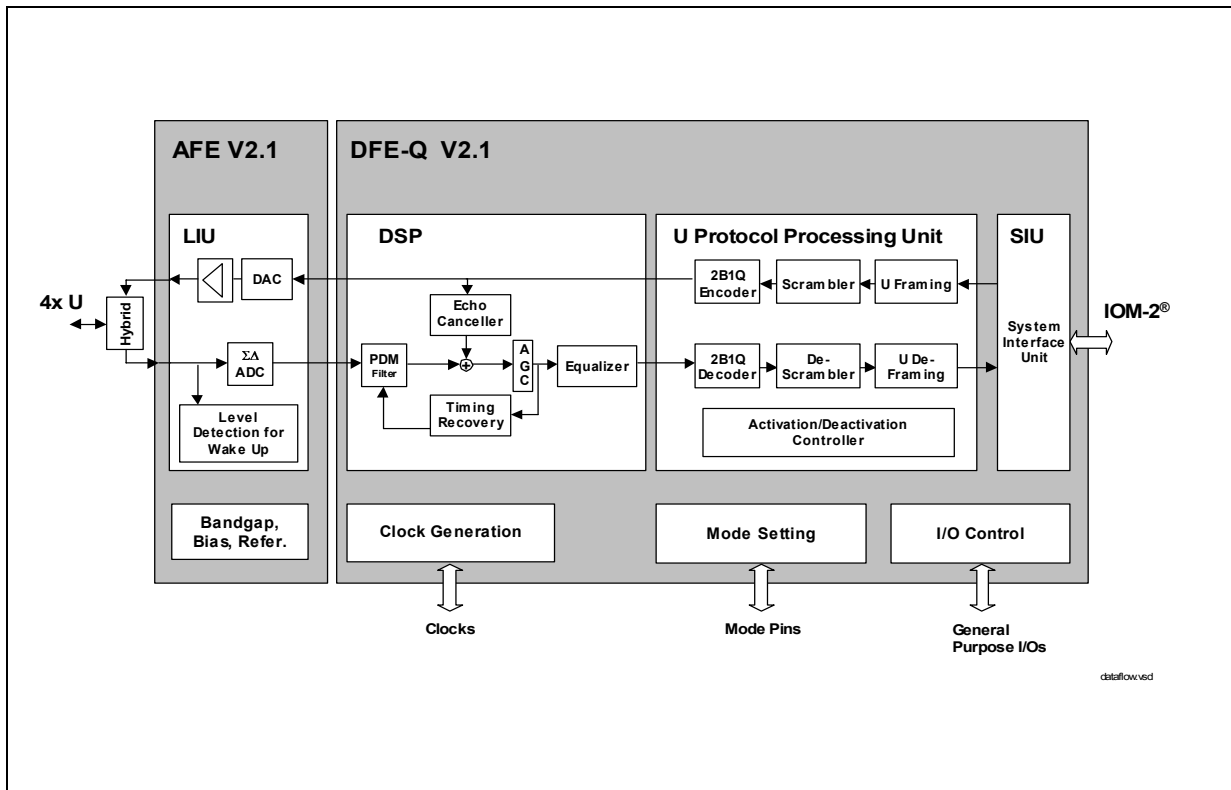 AFE V2.1
DFE-Q V2.1
LIU
DSP
U Protocol Processing Unit
SIU
4x U
Hybrid
DAC
2B1Q
Encoder
Scrambler
U Framing
Echo
Canceller
IOM-2®
System
Interface
Unit
ΣΔ
ADC
PDM
Filter
A
G
C
Equalizer
2B1Q
Decoder
De-
Scrambler
U De-
Framing
Timing
Recovery
Level
Detection for
Wake Up
Activation/Deactivation
Controller
Bandgap,
Bias, Refer.
Clock Generation
Mode Setting
I/O Control
Clocks
Mode Pins
General
Purpose I/Os
dataflow.vsd